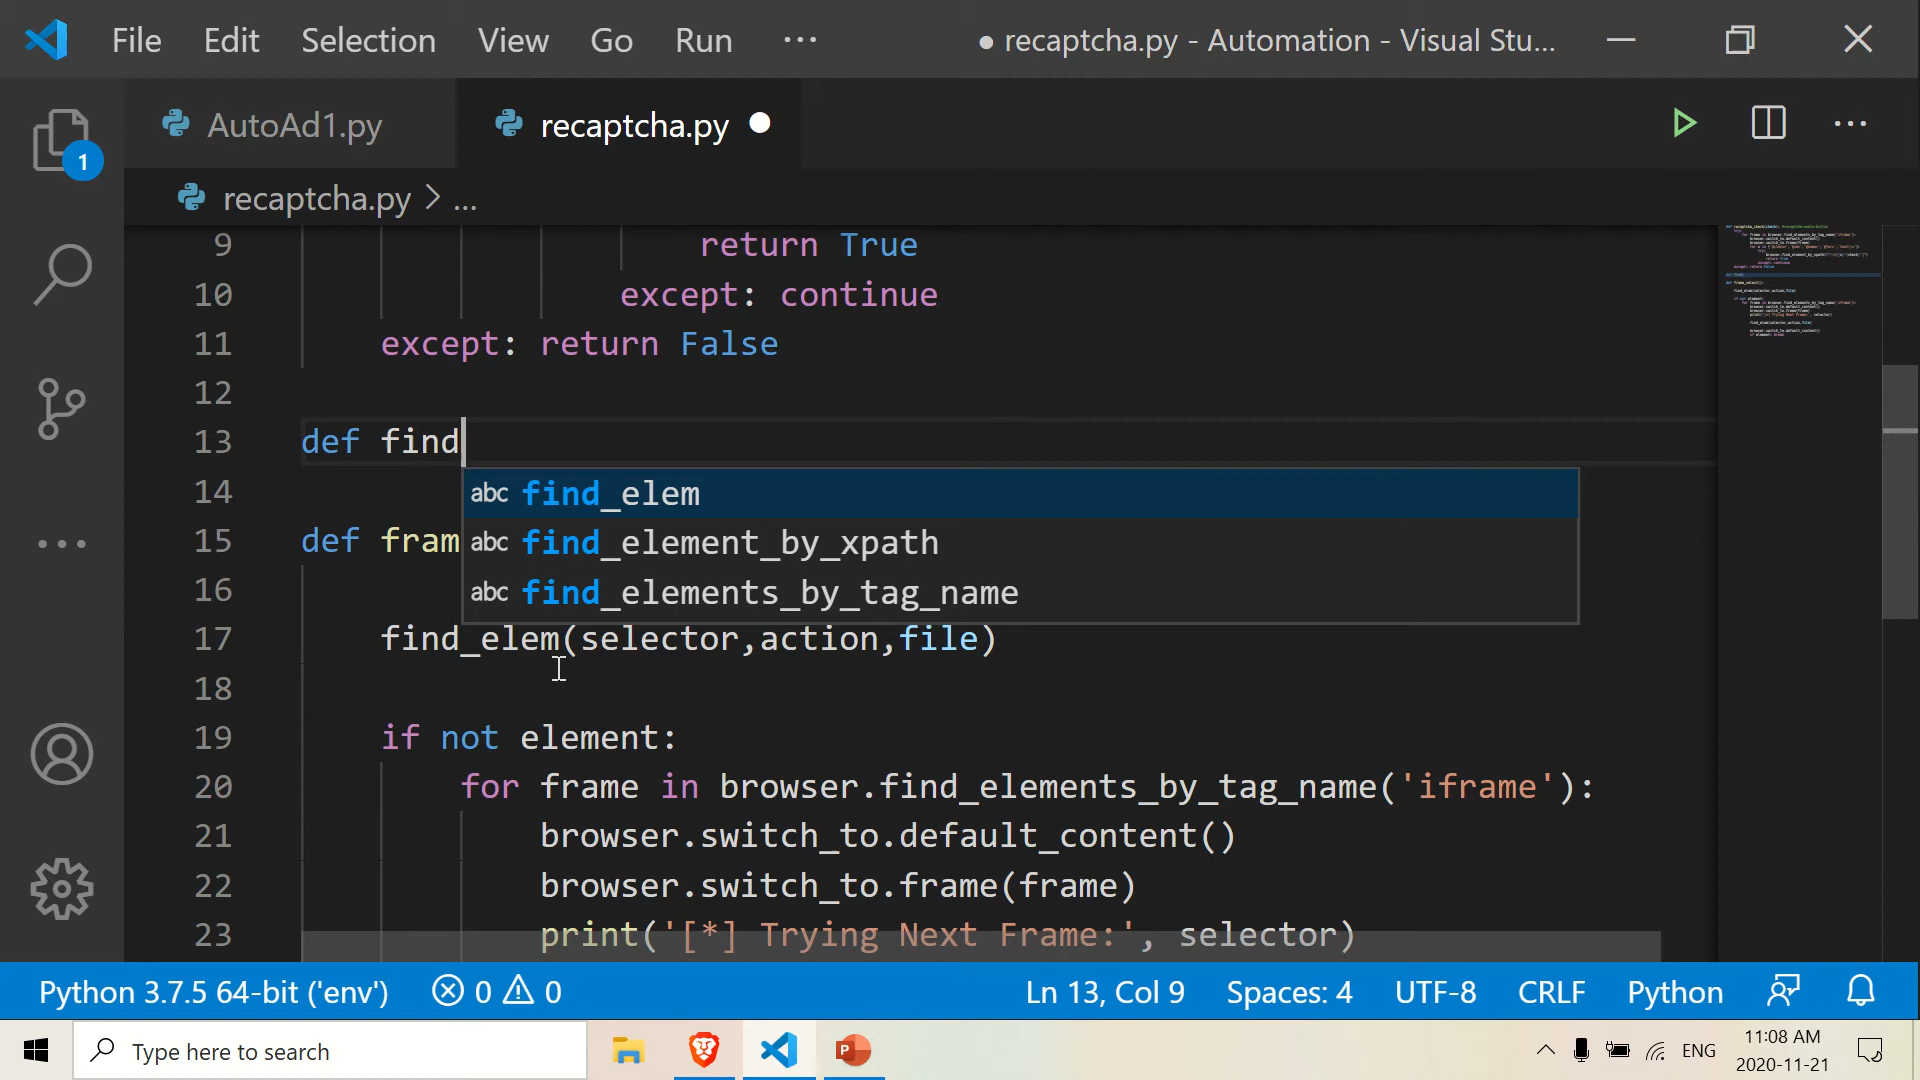 File Edit Selection View Go Run ··· ● recaptcha.py - Automation - Visual Stu...
AutoAd1.py recaptcha.py
recaptcha.py > ...
1
9 return True
10 except: continue
11 except: return False
12
13 def find
14 abc find_elem
15 def fram abc find_element_by_xpath
16 abc find_elements_by_tag_name
17 find_elem(selector,action,file)
18
19 if not element:
20 for frame in browser.find_elements_by_tag_name('iframe'):
21 browser.switch_to.default_content()
22 browser.switch_to.frame(frame)
23 print('[*] Trying Next Frame:', selector)
Python 3.7.5 64-bit ('env') 0 0 Ln 13, Col 9 Spaces: 4 UTF-8 CRLF Python
Type here to search ENG 11:08 AM
2020-11-21